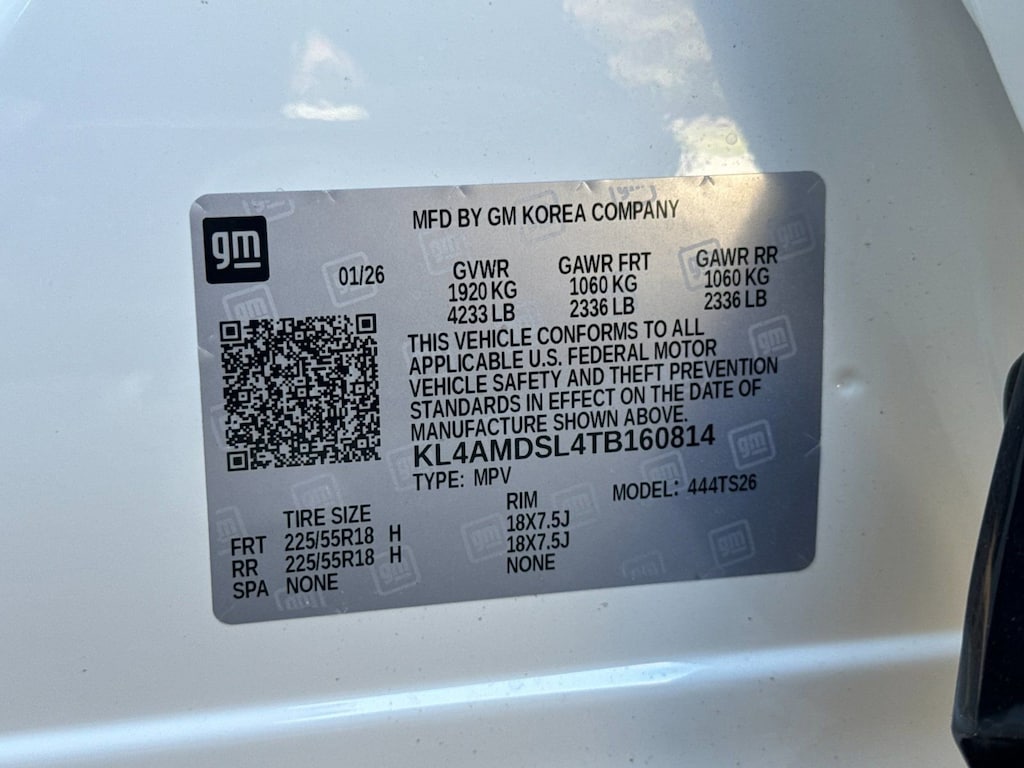 gm
MFD BY GM KOREA COMPANY
01/26 GVWR GAWR FRT GAWR RR
1920 KG 1060 KG 1060 KG
4233 LB 2336 LB 2336 LB
THIS VEHICLE CONFORMS TO ALL
APPLICABLE U.S. FEDERAL MOTOR
VEHICLE SAFETY AND THEFT PREVENTION
STANDARDS IN EFFECT ON THE DATE OF
MANUFACTURE SHOWN ABOVE.
KL4AMDSL4TB160814
TYPE: MPV MODEL: 444TS26
TIRE SIZE RIM
FRT 225/55R18 H 18X7.5J
RR 225/55R18 H 18X7.5J
SPA NONE NONE